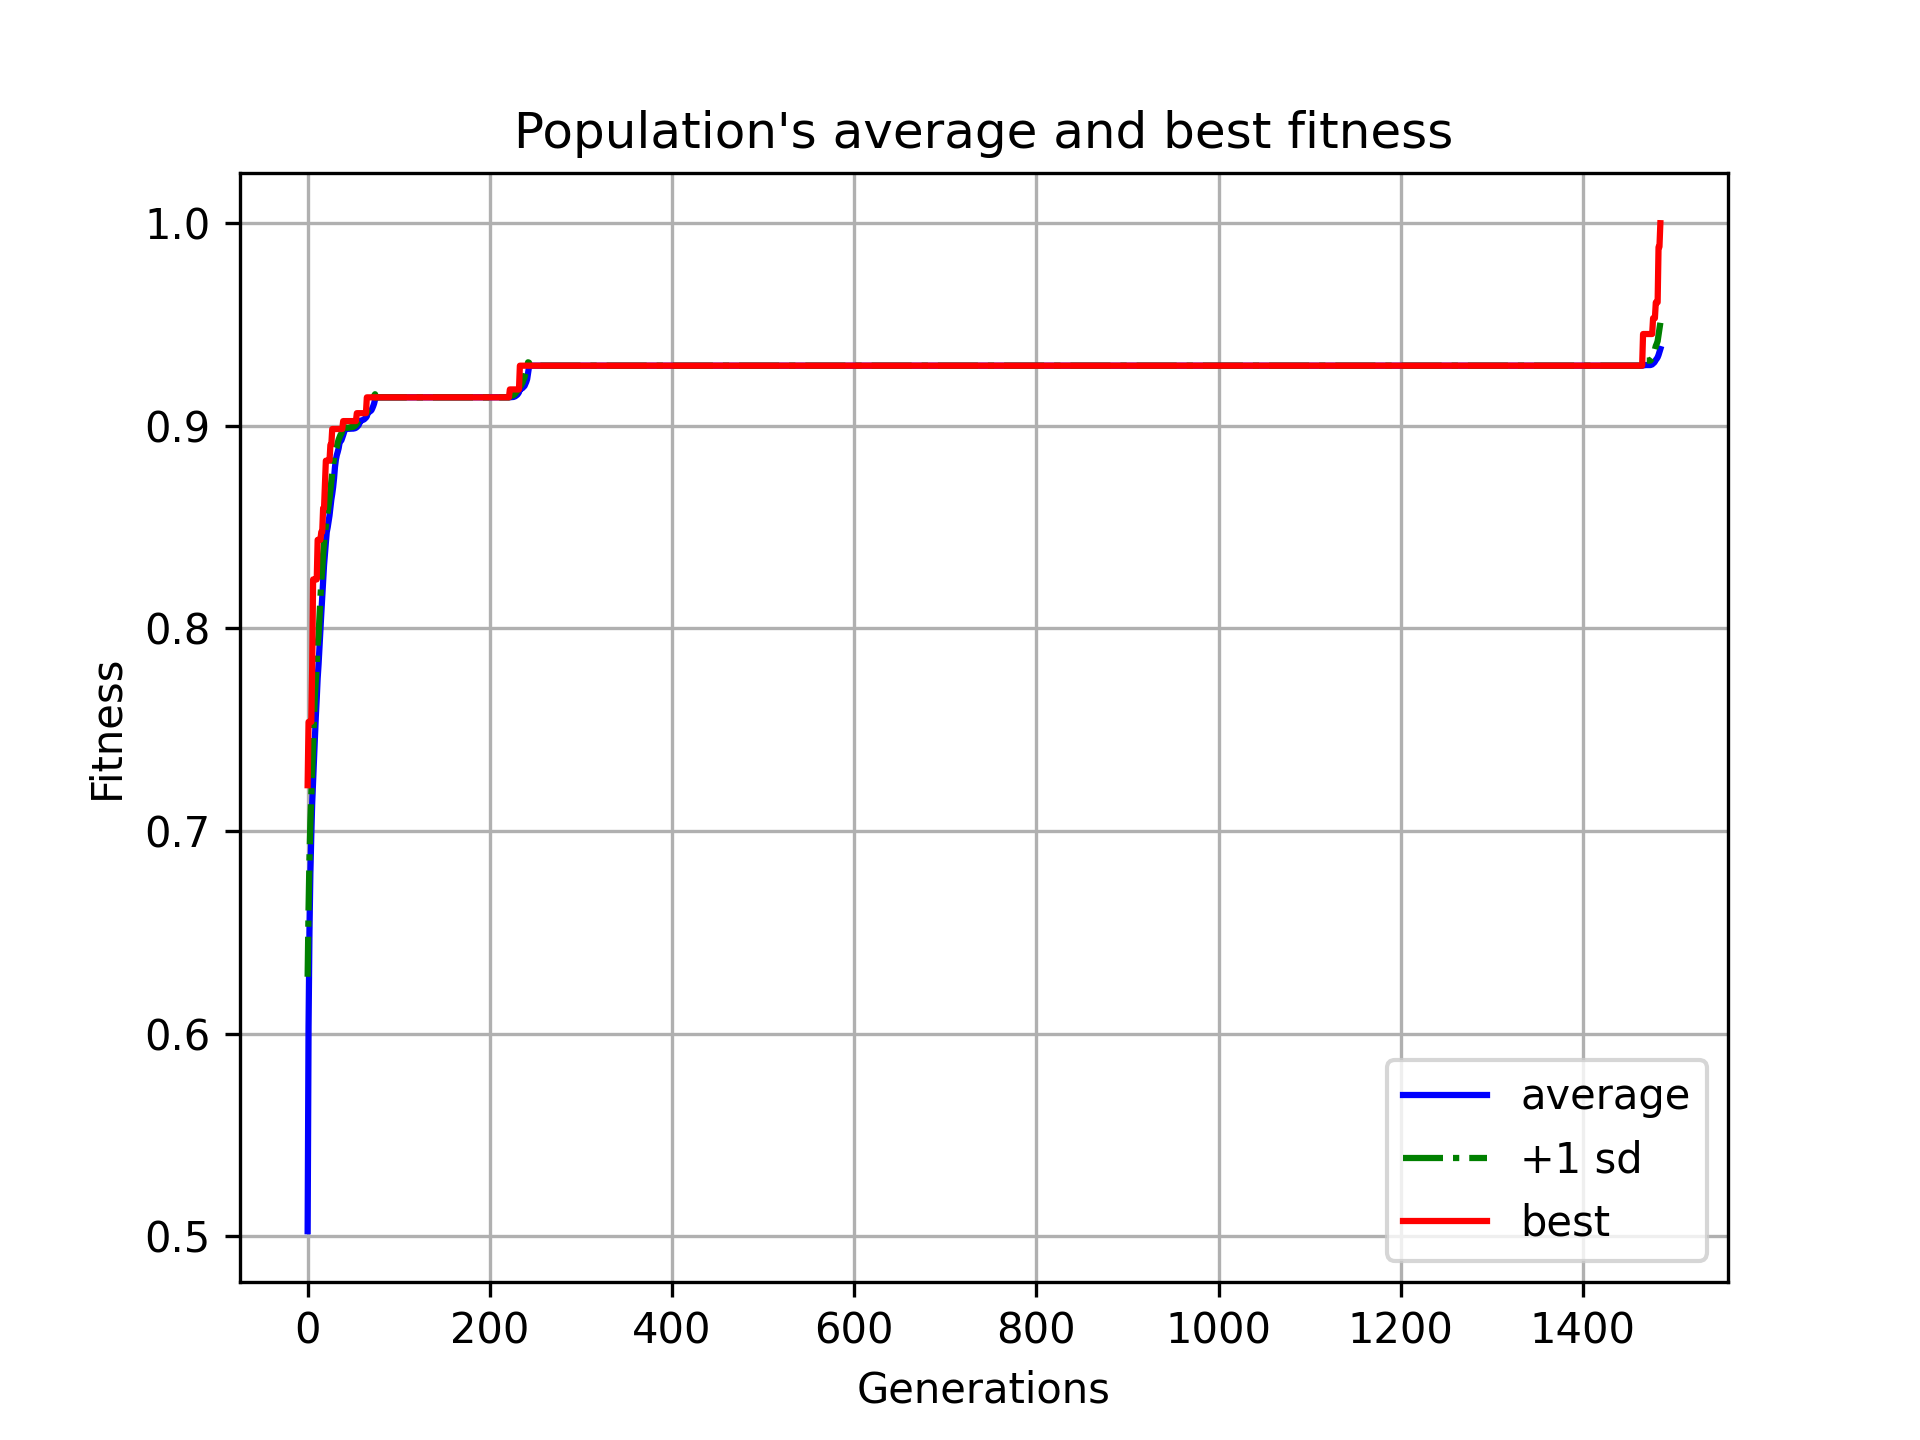 Population's average and best fitness
1.0
0.9
0.8
0.7
0.6
0.5
Fitness
0 200 400 600 800 1000 1200 1400
Generations
average
+1 sd
best